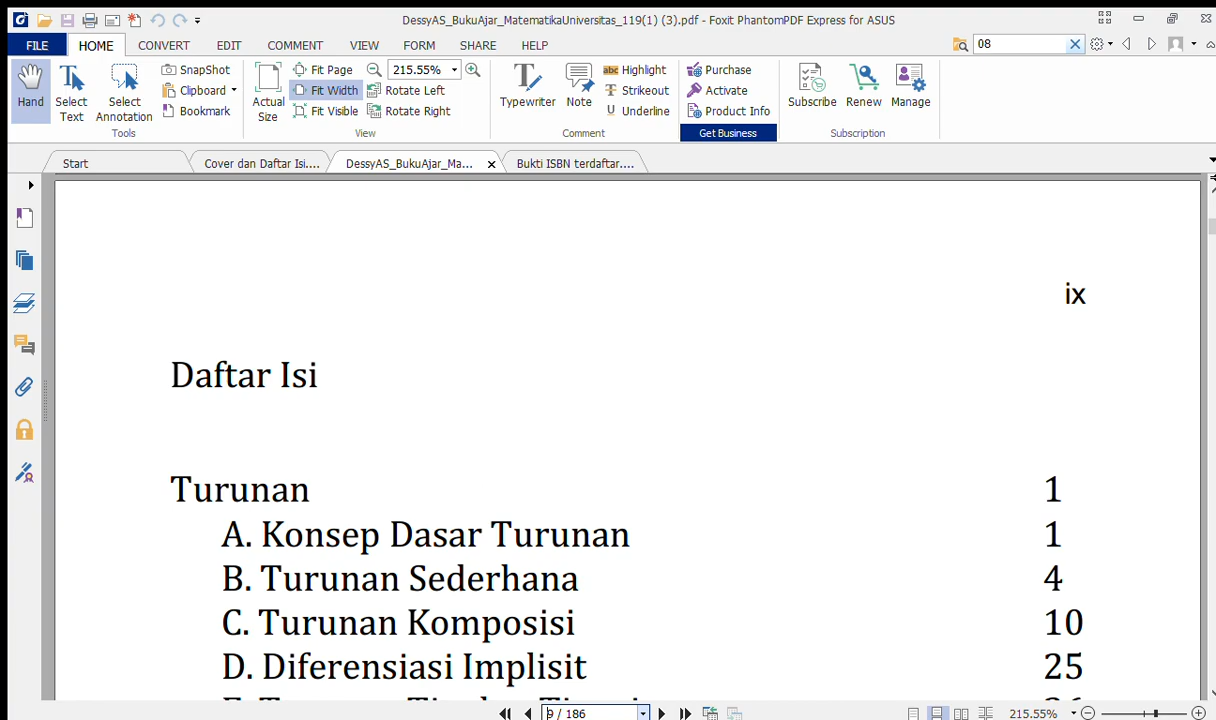 DessyAS_BukuAjar_MatematikaUniversitas_119(1) (3).pdf - Foxit PhantomPDF Express for ASUS
FILE HOME CONVERT EDIT COMMENT VIEW FORM SHARE HELP 08
Hand
Select Text
Select Annotation
SnapShot
Clipboard
Bookmark
Tools
Actual Size
Fit Page
Fit Width
Fit Visible
215.55%
Rotate Left
Rotate Right
View
Typewriter
Note
abc Highlight
Strikeout
U Underline
Comment
Purchase
Activate
Product Info
Get Business
Subscribe
Renew
Manage
Subscription
Start Cover dan Daftar Isi.... DessyAS_BukuAjar_Ma... Bukti ISBN terdaftar....
ix
Daftar Isi
Turunan 1
A. Konsep Dasar Turunan 1
B. Turunan Sederhana 4
C. Turunan Komposisi 10
D. Diferensiasi Implisit 25
9 / 186 215.55%